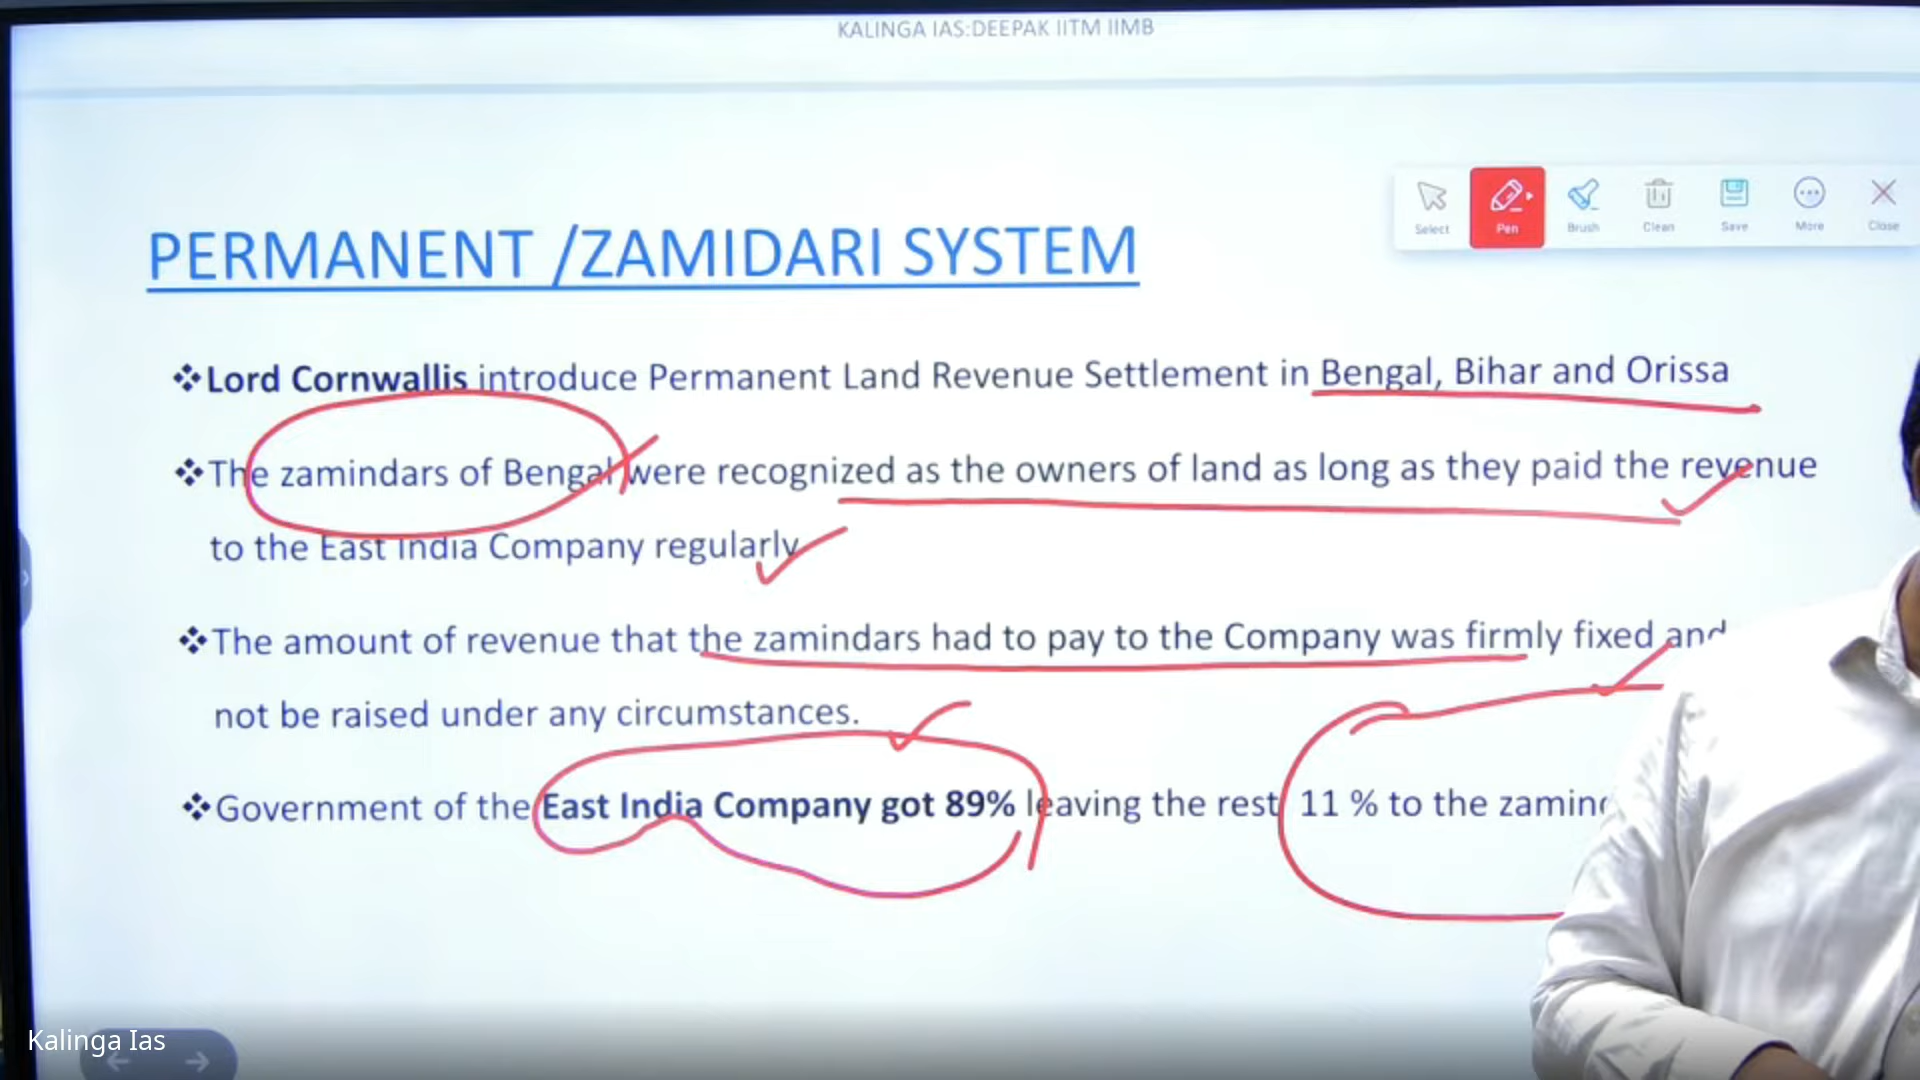 KALINGA IAS:DEEPAK IITM IIMB
Select Pen Brush Clean Save More Close
PERMANENT /ZAMIDARI SYSTEM
❖Lord Cornwallis introduce Permanent Land Revenue Settlement in Bengal, Bihar and Orissa
❖The zamindars of Bengal were recognized as the owners of land as long as they paid the revenue
to the East India Company regularly
❖The amount of revenue that the zamindars had to pay to the Company was firmly fixed and
not be raised under any circumstances.
❖Government of the East India Company got 89% leaving the rest 11 % to the
Kalinga Ias